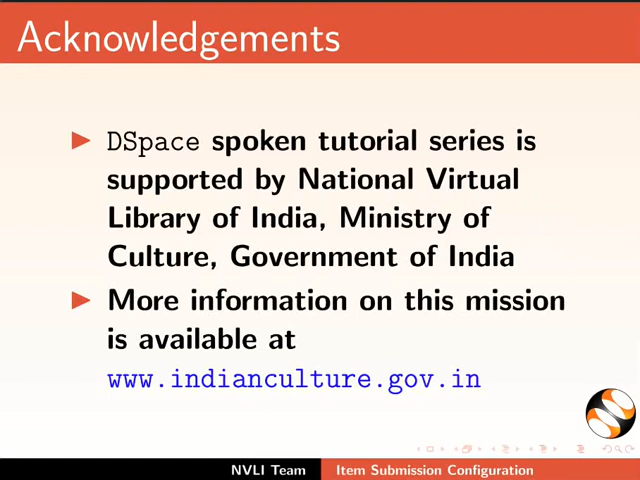 Acknowledgements
DSpace spoken tutorial series is
supported by National Virtual
Library of India, Ministry of
Culture, Government of India
More information on this mission
is available at
www.indianculture.gov.in
NVLI Team Item Submission Configuration